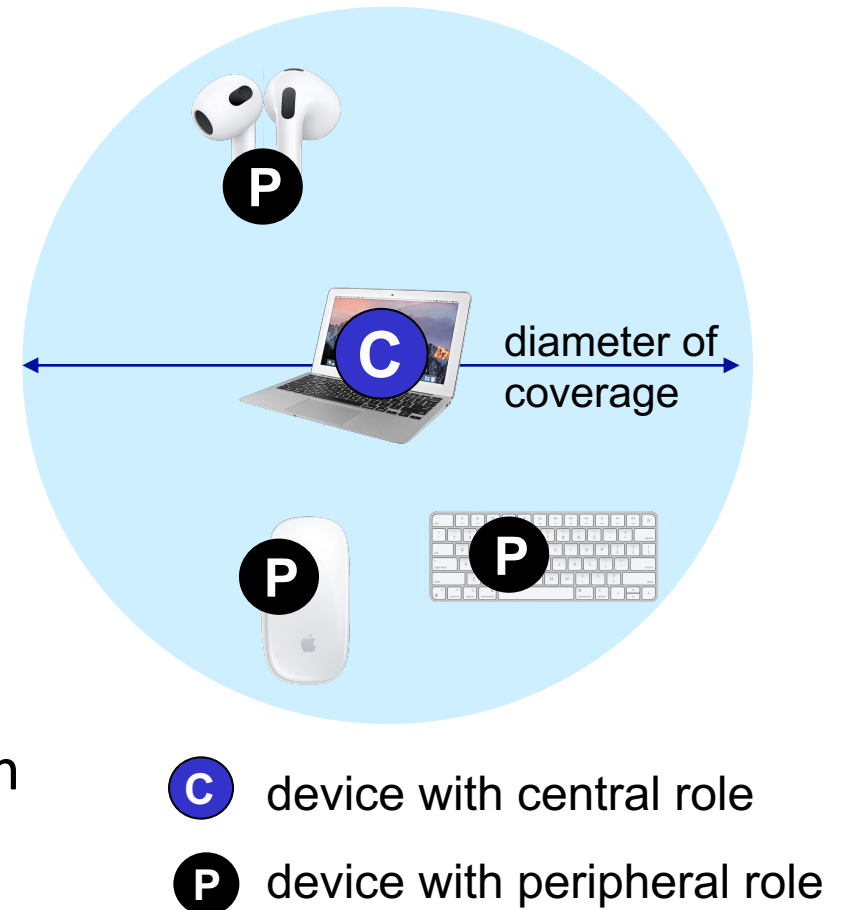 P
C
diameter of
coverage
P
P
n
C device with central role
P device with peripheral role